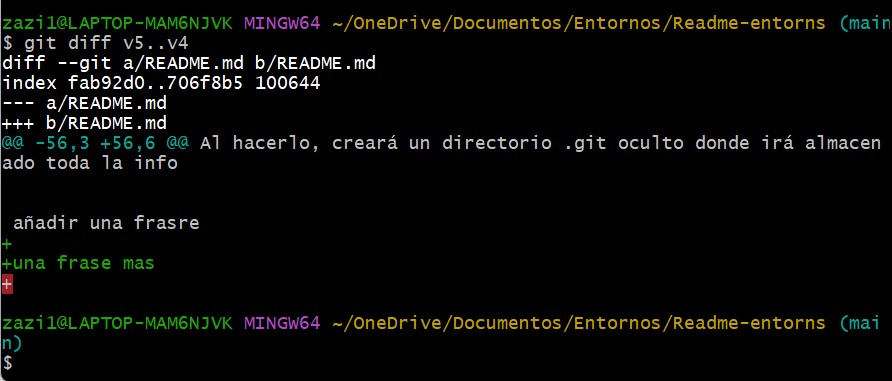 zazi1@LAPTOP-MAM6NJVK MINGW64 ~/OneDrive/Documentos/Entornos/Readme-entorns (main
$ git diff v5..v4
diff --git a/README.md b/README.md
index fab92d0..706f8b5 100644
--- a/README.md
+++ b/README.md
@@ -56,3 +56,6 @@ Al hacerlo, creará un directorio .git oculto donde irá almacen
ado toda la info
añadir una frasre
+
+una frase mas
+
zazi1@LAPTOP-MAM6NJVK MINGW64 ~/OneDrive/Documentos/Entornos/Readme-entorns (mai
n)
$